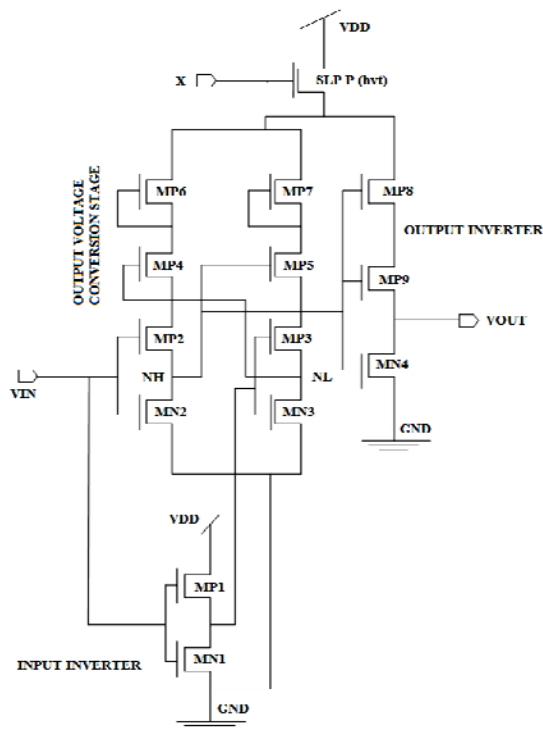 VDD
X
SLP P (hvt)
MP6
MP7
MP8
OUTPUT VOLTAGE
CONVERSION STAGE
OUTPUT INVERTER
MP4
MP5
MP9
VOUT
MP2
MP3
MN4
NH
NL
VIN
MN2
MN3
GND
VDD
MP1
INPUT INVERTER
MN1
GND